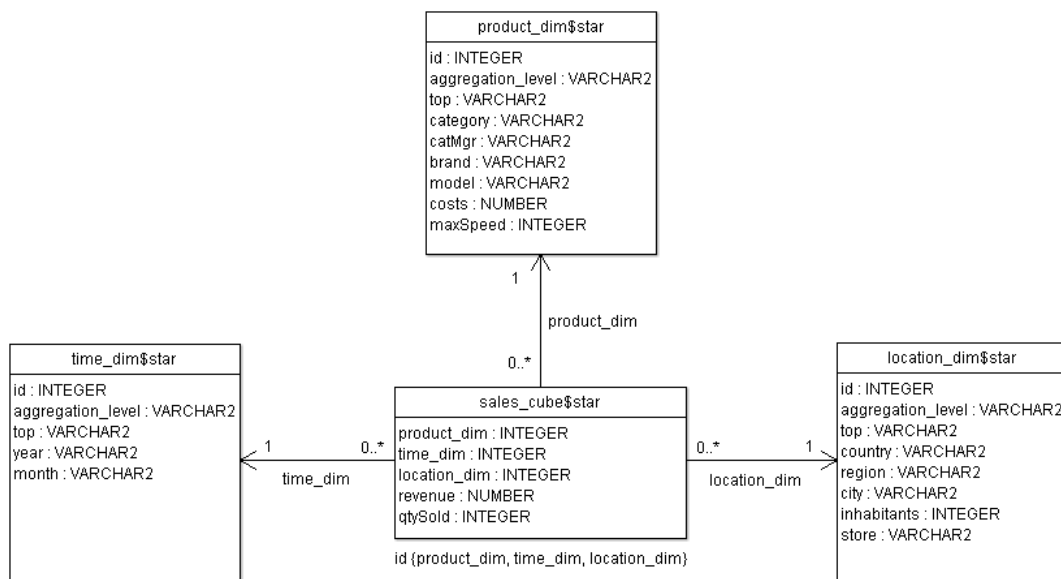 product_dim$star
id : INTEGER
aggregation_level : VARCHAR2
top : VARCHAR2
category : VARCHAR2
catMgr : VARCHAR2
brand : VARCHAR2
model : VARCHAR2
costs : NUMBER
maxSpeed : INTEGER
1
product_dim
0..*
time_dim$star
id : INTEGER
aggregation_level : VARCHAR2
top : VARCHAR2
year : VARCHAR2
month : VARCHAR2
1
0..*
time_dim
sales_cube$star
product_dim : INTEGER
time_dim : INTEGER
location_dim : INTEGER
revenue : NUMBER
qtySold : INTEGER
id {product_dim, time_dim, location_dim}
0..*
1
location_dim
location_dim$star
id : INTEGER
aggregation_level : VARCHAR2
top : VARCHAR2
country : VARCHAR2
region : VARCHAR2
city : VARCHAR2
inhabitants : INTEGER
store : VARCHAR2